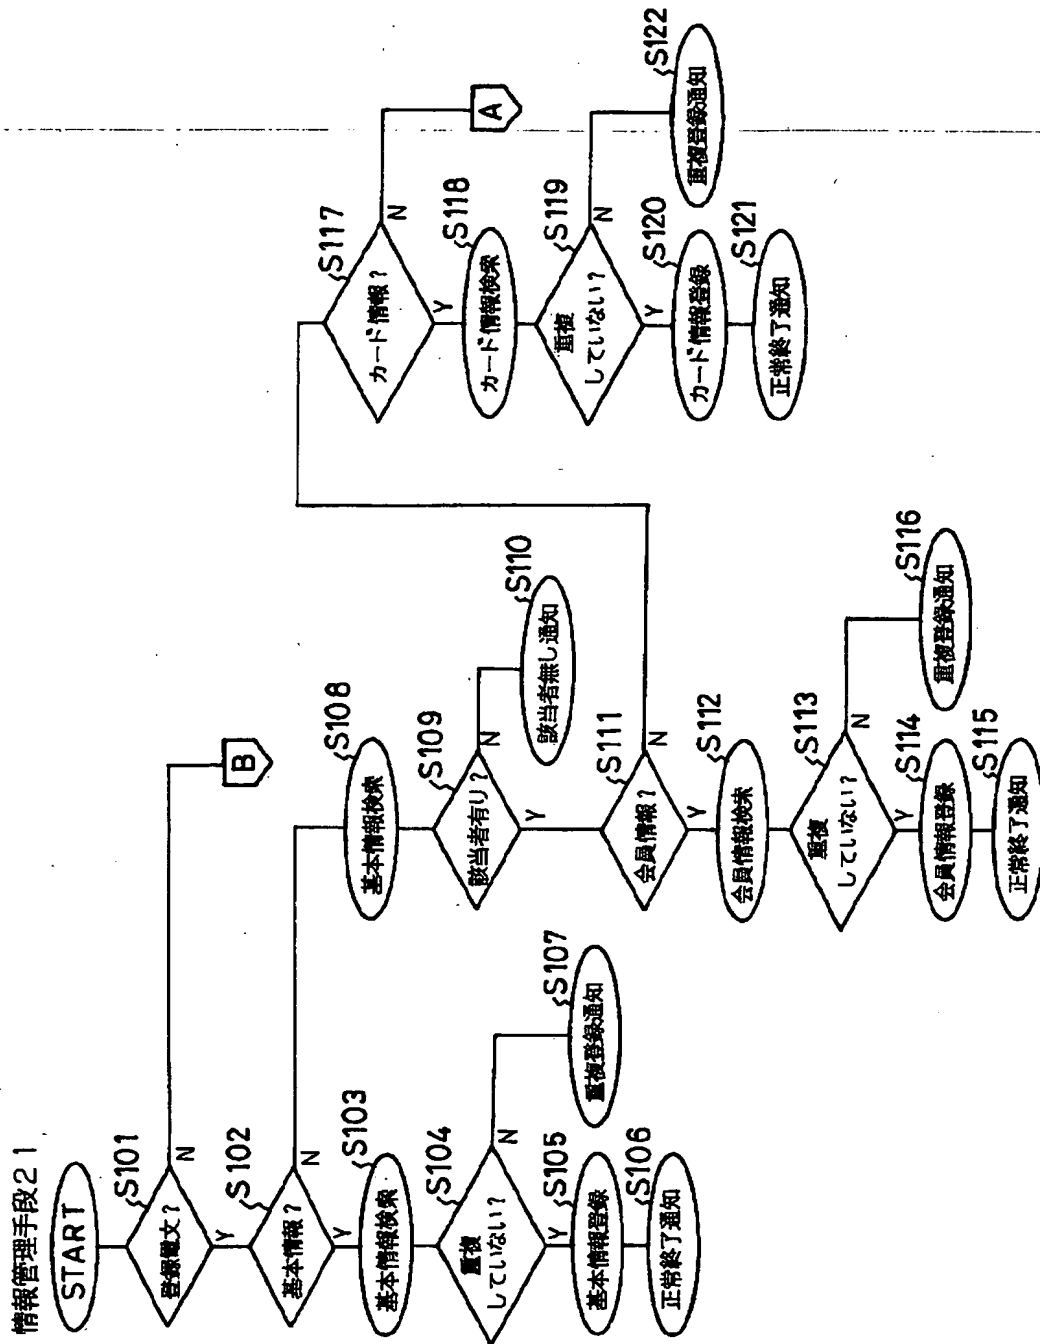 情報管理手段21
START
S101
登録電文?
N
Y
B
S102
基本情報?
N
Y
S103
基本情報検索
S104
重複
していない?
N
Y
S105
基本情報登録
S106
正常終了通知
S107
重複登録通知
S108
基本情報検索
S109
該当者有り?
N
Y
S110
該当者無し通知
S111
会員情報?
N
Y
S112
会員情報検索
S113
重複
していない?
N
Y
S114
会員情報登録
S115
正常終了通知
S116
重複登録通知
S117
カード情報?
N
Y
A
S118
カード情報検索
S119
重複
していない?
N
Y
S120
カード情報登録
S121
正常終了通知
S122
重複登録通知